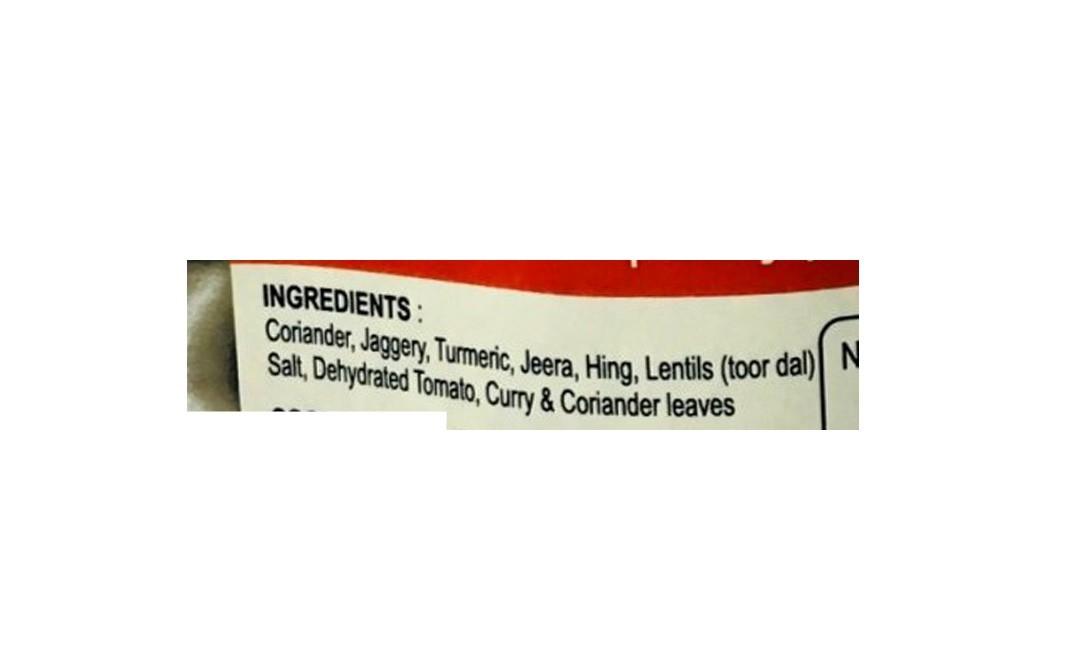 INGREDIENTS :
Coriander, Jaggery, Turmeric, Jeera, Hing, Lentils (toor dal)
Salt, Dehydrated Tomato, Curry & Coriander leaves
N